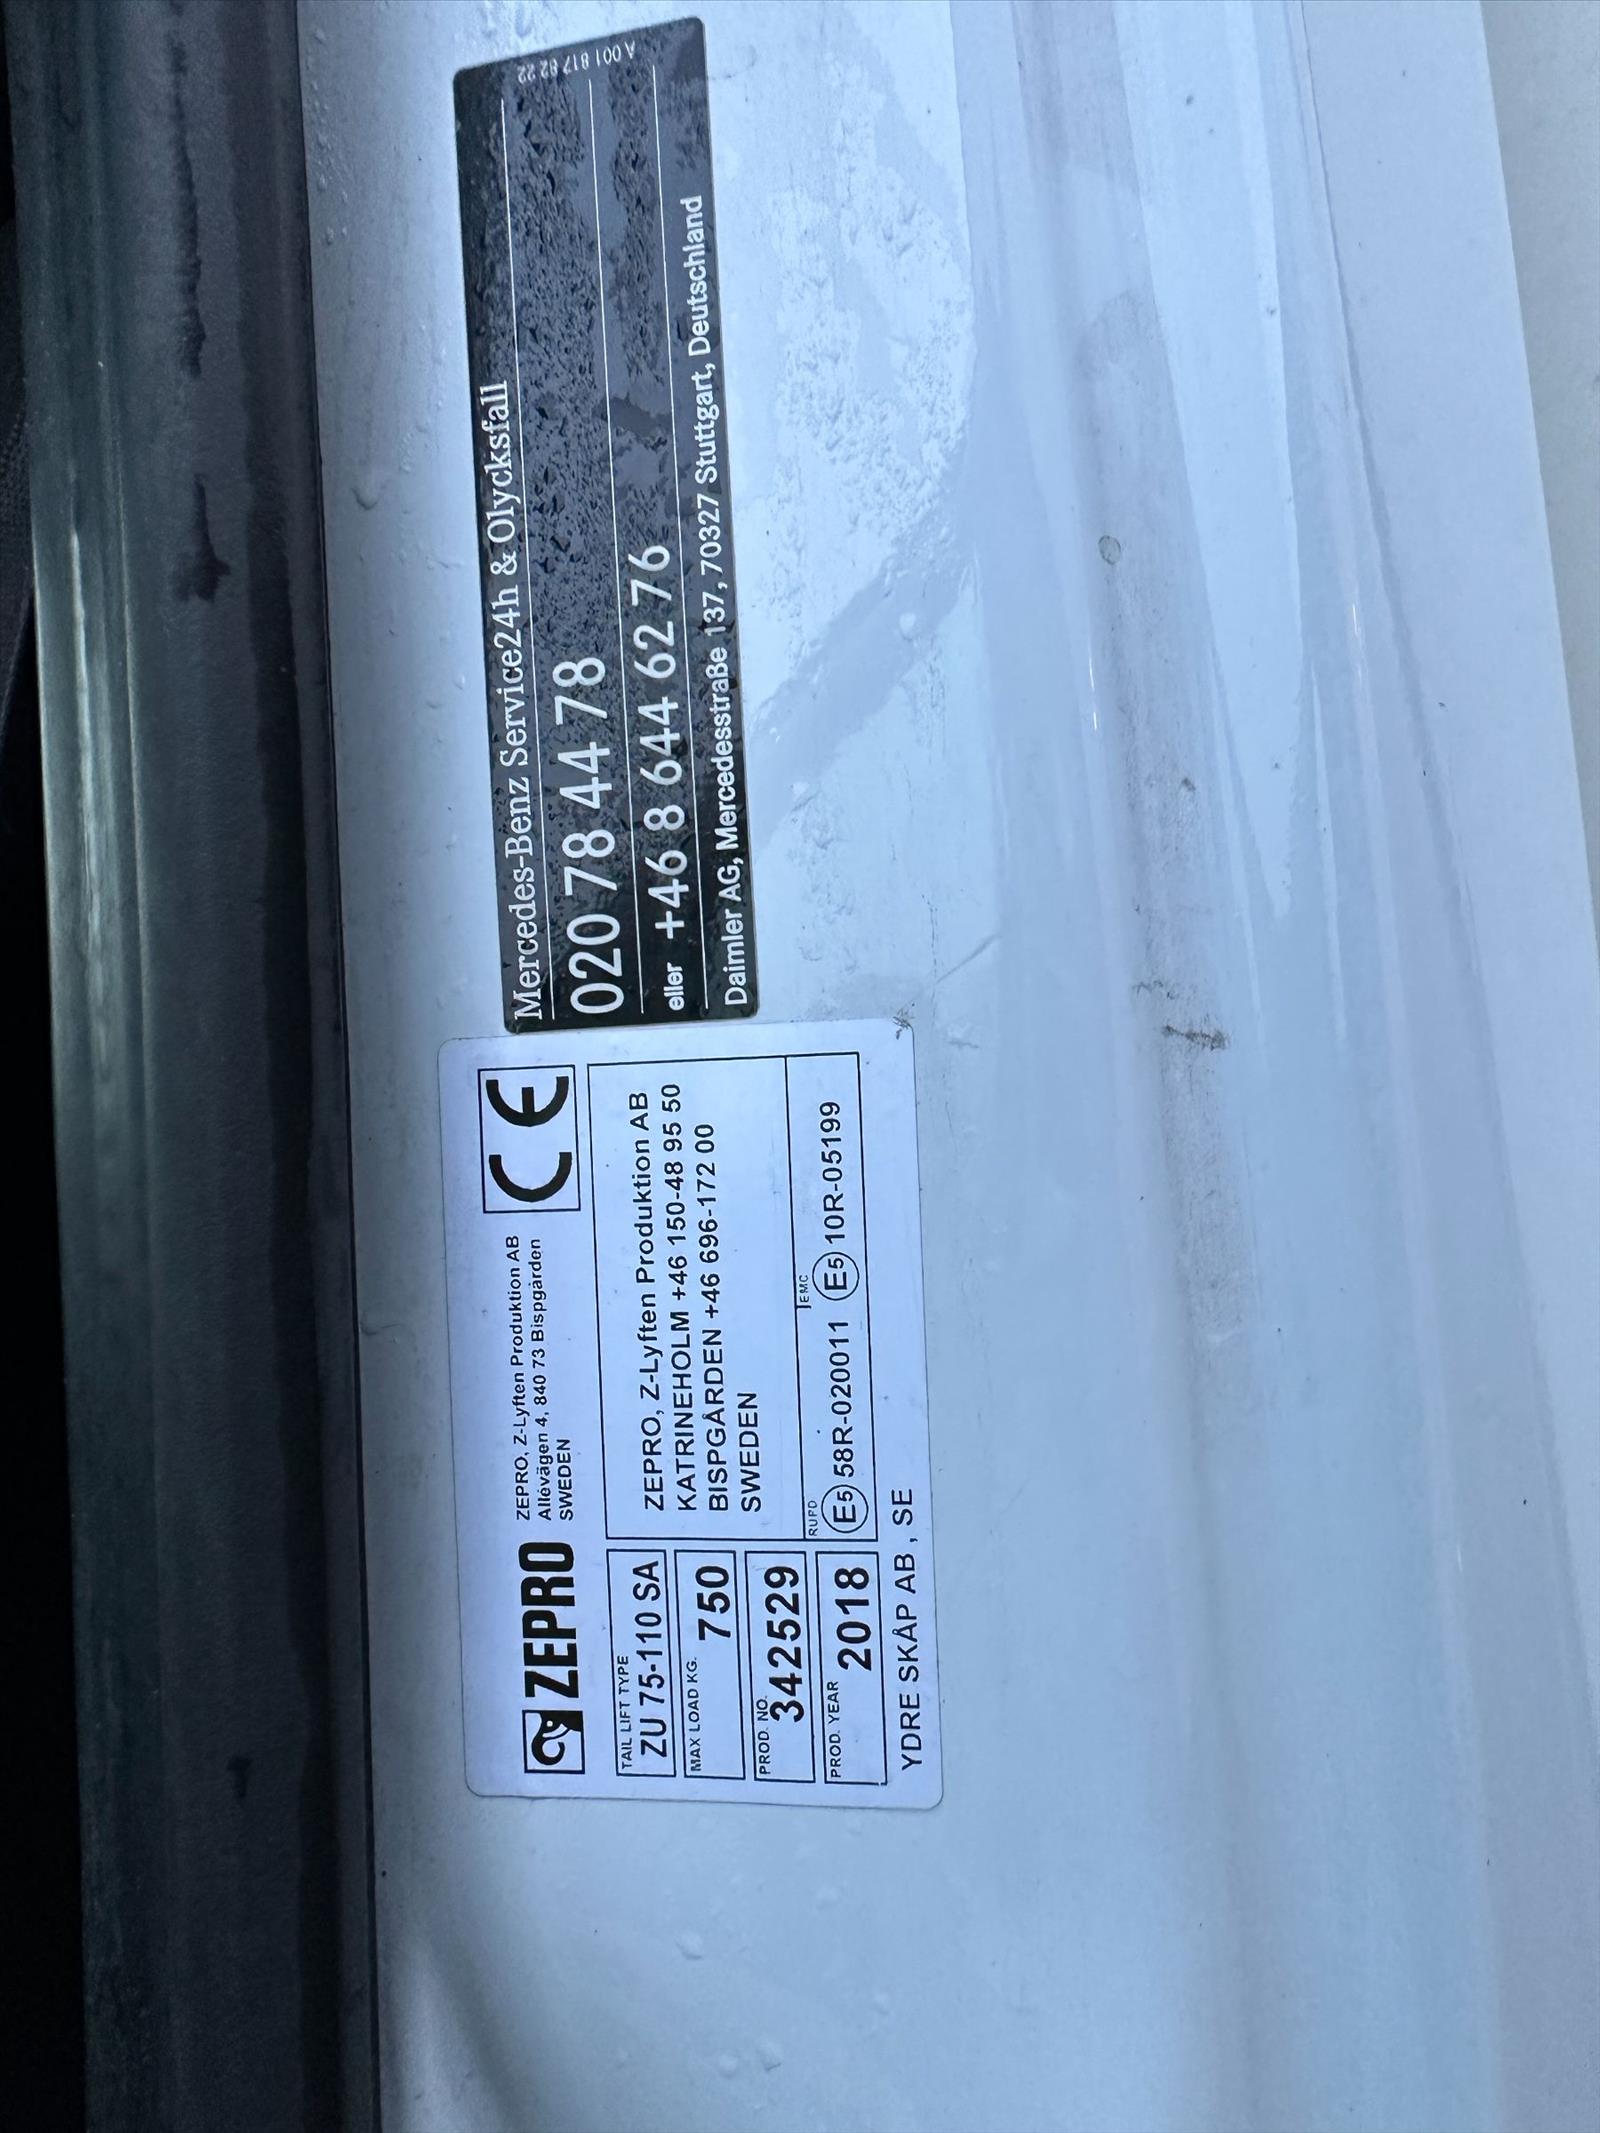 ZEPRO
ZEPRO, Z-Lyften Produktion AB
Allévägen 4, 840 73 Bispgården
SWEDEN
CE
TAIL LIFT TYPE
ZU 75-110 SA
MAX LOAD KG.
750
PROD. NO.
342529
PROD. YEAR
2018
ZEPRO, Z-Lyften Produktion AB
KATRINEHOLM +46 150-48 95 50
BISPGÅRDEN +46 696-172 00
SWEDEN
RUPD
E5 58R-020011
EMC
E5 10R-05199
YDRE SKÅP AB , SE
Mercedes-Benz Service24h & Olycksfall
020 78 44 78
eller +46 8 644 62 76
Daimler AG, Mercedesstraße 137, 70327 Stuttgart, Deutschland
A 001 817 82 22